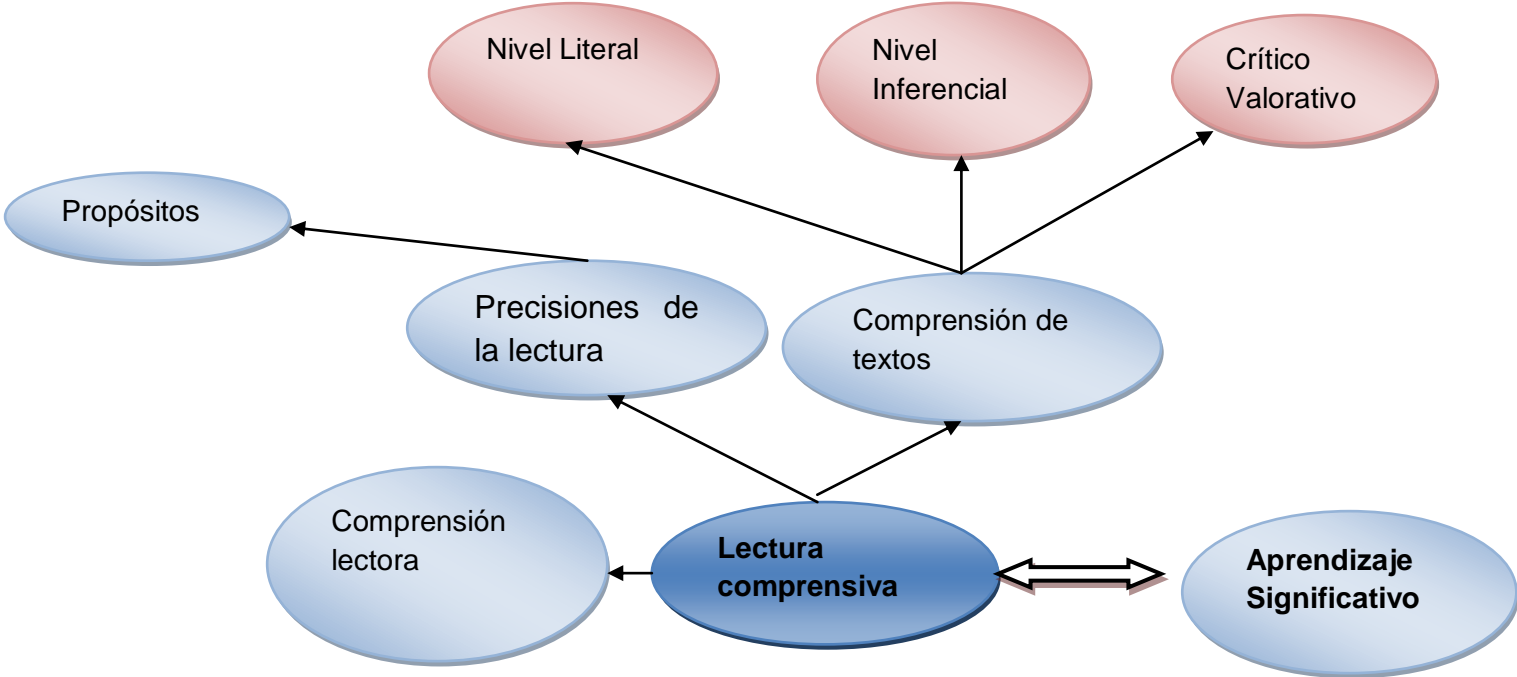 Nivel Literal
Nivel
Inferencial
Crítico
Valorativo
Propósitos
Precisiones de
la lectura
Comprensión de
textos
Comprensión
lectora
Lectura
comprensiva
Aprendizaje
Significativo